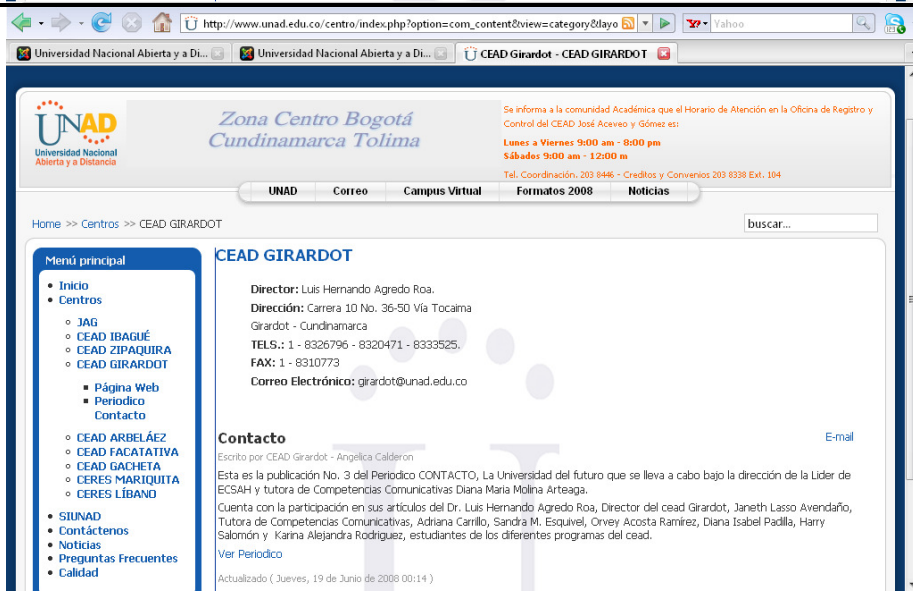 http://www.unad.edu.co/centro/index.php?option=com_content&view=category&layo
Yahoo
Universidad Nacional Abierta y a Di...
Universidad Nacional Abierta y a Di...
CEAD Girardot - CEAD GIRARDOT
UNAD
Universidad Nacional
Abierta y a Distancia
Zona Centro Bogotá
Cundinamarca Tolima
Se informa a la comunidad Académica que el Horario de Atención en la Oficina de Registro y
Control del CEAD José Aceveo y Gómez es:
Lunes a Viernes 9:00 am - 8:00 pm
Sábados 9:00 am - 12:00 m
Tel. Coordinación. 203 8446 - Creditos y Convenios 203 8338 Ext. 104
UNAD Correo Campus Virtual Formatos 2008 Noticias
Home >> Centros >> CEAD GIRARDOT
buscar...
Menú principal
Inicio
Centros
JAG
CEAD IBAGUÉ
CEAD ZIPAQUIRA
CEAD GIRARDOT
Página Web
Periodico
Contacto
CEAD ARBELÁEZ
CEAD FACATATIVA
CEAD GACHETA
CERES MARIQUITA
CERES LÍBANO
SIUNAD
Contáctenos
Noticias
Preguntas Frecuentes
Calidad
CEAD GIRARDOT
Director: Luis Hernando Agredo Roa.
Dirección: Carrera 10 No. 36-50 Vía Tocaima
Girardot - Cundinamarca
TELS.: 1 - 8326796 - 8320471 - 8333525.
FAX: 1 - 8310773
Correo Electrónico: girardot@unad.edu.co
Contacto
E-mail
Escrito por CEAD Girardot - Angelica Calderon
Esta es la publicación No. 3 del Periodico CONTACTO, La Universidad del futuro que se lleva a cabo bajo la dirección de la Lider de
ECSAH y tutora de Competencias Comunicativas Diana Maria Molina Arteaga.
Cuenta con la participación en sus artículos del Dr. Luis Hernando Agredo Roa, Director del cead Girardot, Janeth Lasso Avendaño,
Tutora de Competencias Comunicativas, Adriana Carrillo, Sandra M. Esquivel, Orvey Acosta Ramírez, Diana Isabel Padilla, Harry
Salomón y Karina Alejandra Rodriguez, estudiantes de los diferentes programas del cead.
Ver Periodico
Actualizado ( Jueves, 19 de Junio de 2008 00:14 )